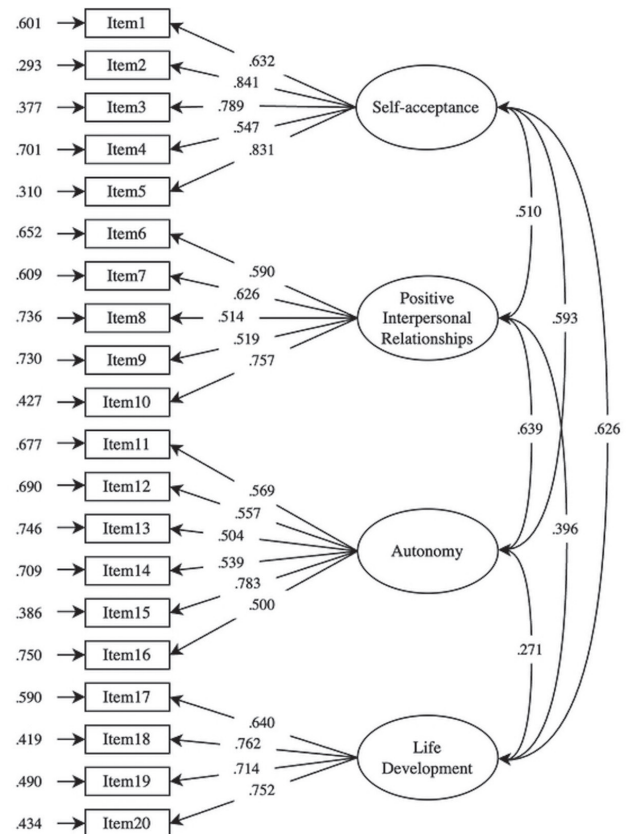 .601 Item1
.632
.293 Item2
.841
.377 Item3 .789 Self-acceptance
.547
.701 Item4
.831
.310 Item5
.510
.652 Item6
.590
.609 Item7
.626
Positive
.736 Item8 .514 Interpersonal .593
Relationships
.519
.730 Item9
.757
.427 Item10
.639 .626
.677 Item11
.569
.690 Item12
.557
.746 Item13 .504 .396
Autonomy
.539
.709 Item14
.783
.386 Item15
.500
.750 Item16
.271
.590 Item17
.640
.419 Item18
.762 Life
.714 Development
.490 Item19
.752
.434 Item20